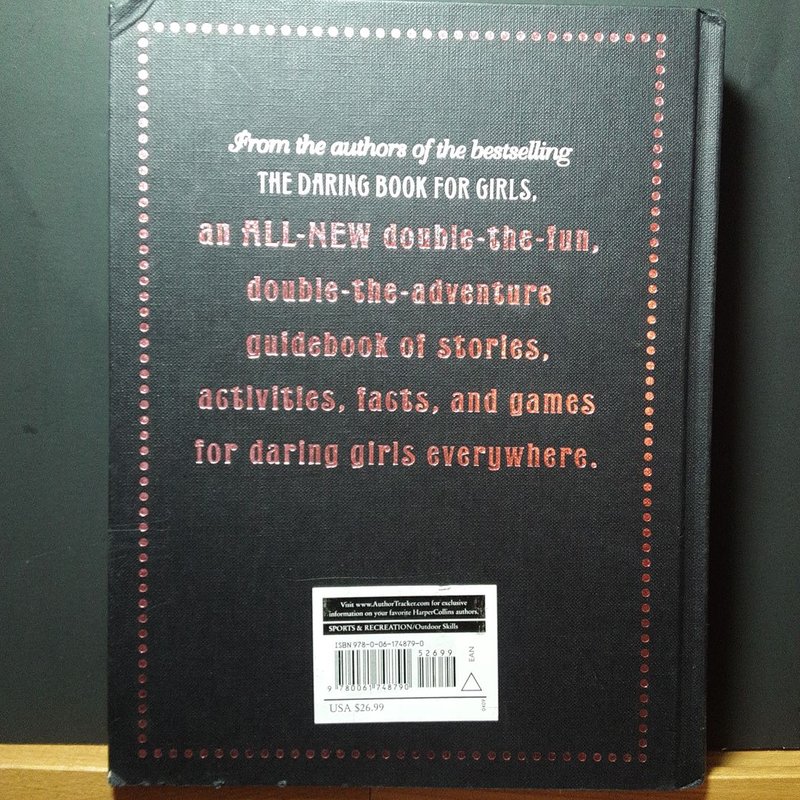 From the authors of the bestselling
THE DARING BOOK FOR GIRLS,
an ALL-NEW double-the-fun,
double-the-adventure
guidebook of stories,
activities, facts, and games
for daring girls everywhere.
Visit www.AuthorTracker.com for exclusive
information on your favorite HarperCollins authors.
SPORTS & RECREATION/Outdoor Skills
ISBN 978-0-06-174879-0
52699
EAN
9 780061 748790
USA $26.99